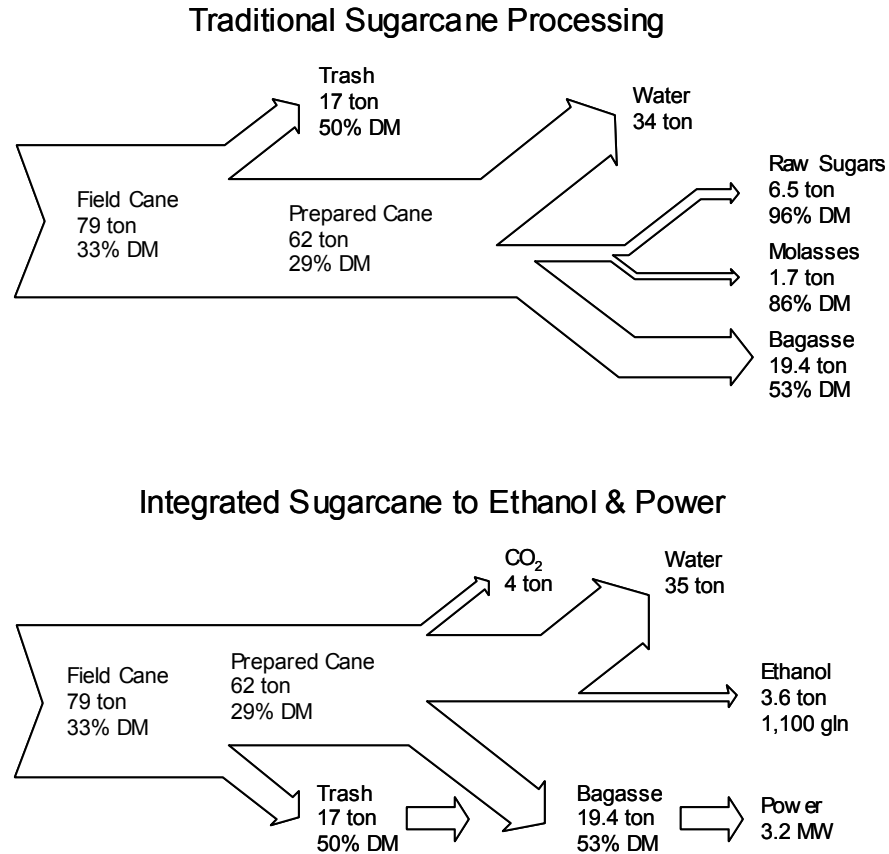 Traditional Sugarcane Processing
Trash
17 ton
50% DM
Water
34 ton
Field Cane
79 ton
33% DM
Prepared Cane
62 ton
29% DM
Raw Sugars
6.5 ton
96% DM
Molasses
1.7 ton
86% DM
Bagasse
19.4 ton
53% DM
Integrated Sugarcane to Ethanol & Power
CO₂
4 ton
Water
35 ton
Field Cane
79 ton
33% DM
Prepared Cane
62 ton
29% DM
Ethanol
3.6 ton
1,100 gln
Trash
17 ton
50% DM
Bagasse
19.4 ton
53% DM
Power
3.2 MW